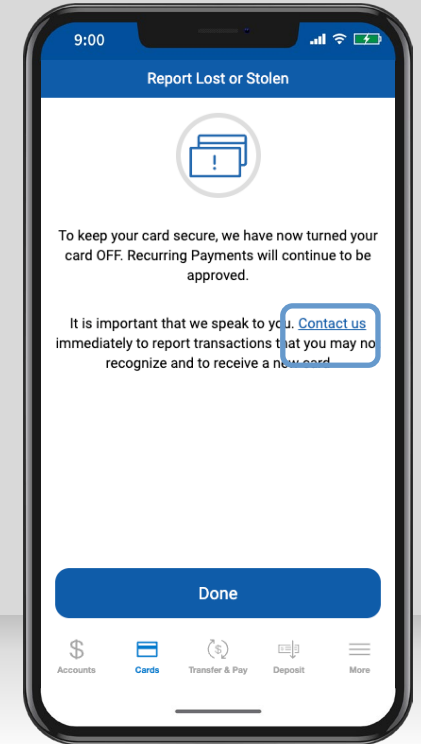 9:00
Report Lost or Stolen
!
To keep your card secure, we have now turned your
card OFF. Recurring Payments will continue to be
approved.
It is important that we speak to you. Contact us
immediately to report transactions that you may no
recognize and to receive a new card
Done
$
$
$
Accounts
Cards
Transfer & Pay
Deposit
More